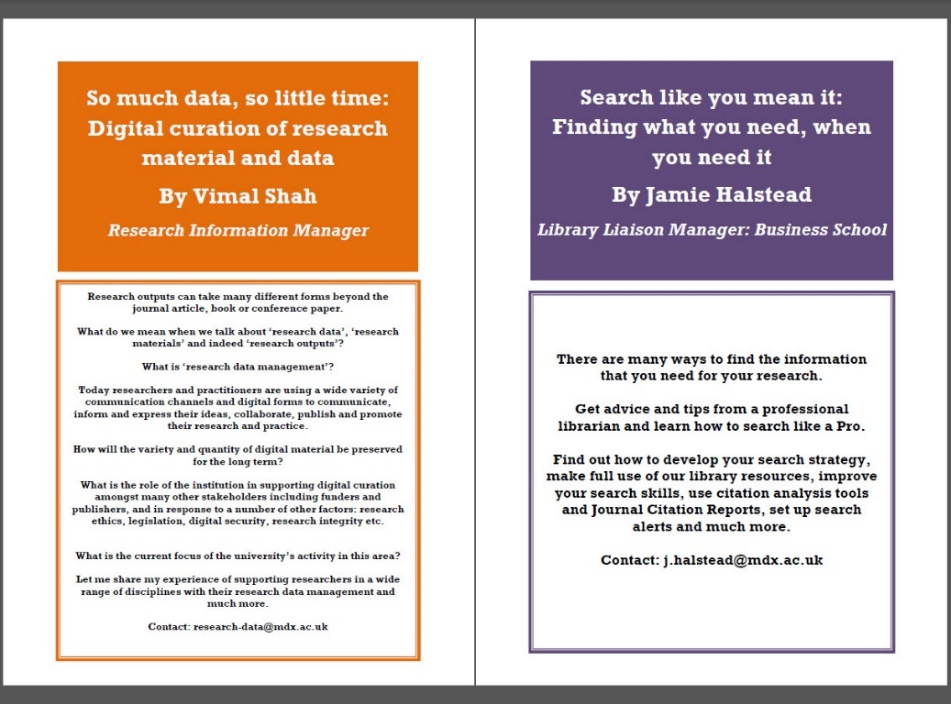 So much data, so little time:
Digital curation of research
material and data
By Vimal Shah
Research Information Manager
Research outputs can take many different forms beyond the
journal article, book or conference paper.
What do we mean when we talk about ‘research data’, ‘research
materials’ and indeed ‘research outputs’?
What is ‘research data management’?
Today researchers and practitioners are using a wide variety of
communication channels and digital forms to communicate,
inform and express their ideas, collaborate, publish and promote
their research and practice.
How will the variety and quantity of digital material be preserved
for the long term?
What is the role of the institution in supporting digital curation
amongst many other stakeholders including funders and
publishers, and in response to a number of other factors: research
ethics, legislation, digital security, research integrity etc.
What is the current focus of the university’s activity in this area?
Let me share my experience of supporting researchers in a wide
range of disciplines with their research data management and
much more.
Contact: research-data@mdx.ac.uk
Search like you mean it:
Finding what you need, when
you need it
By Jamie Halstead
Library Liaison Manager: Business School
There are many ways to find the information
that you need for your research.
Get advice and tips from a professional
librarian and learn how to search like a Pro.
Find out how to develop your search strategy,
make full use of our library resources, improve
your search skills, use citation analysis tools
and Journal Citation Reports, set up search
alerts and much more.
Contact: j.halstead@mdx.ac.uk